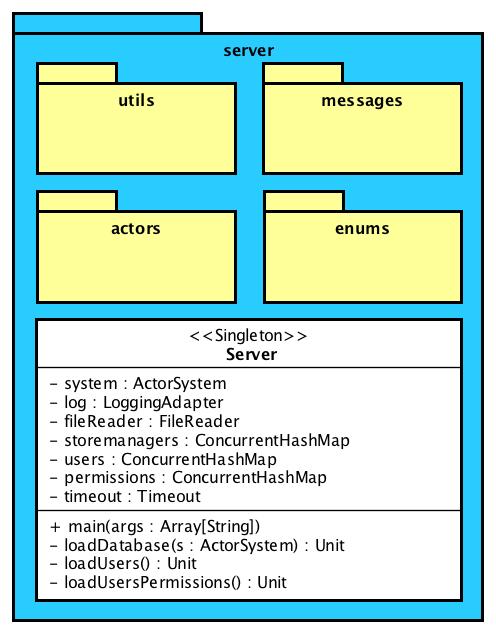 server
utils
messages
actors
enums
<<Singleton>>
Server
- system : ActorSystem
- log : LoggingAdapter
- fileReader : FileReader
- storemanagers : ConcurrentHashMap
- users : ConcurrentHashMap
- permissions : ConcurrentHashMap
- timeout : Timeout
+ main(args : Array[String])
- loadDatabase(s : ActorSystem) : Unit
- loadUsers() : Unit
- loadUsersPermissions() : Unit